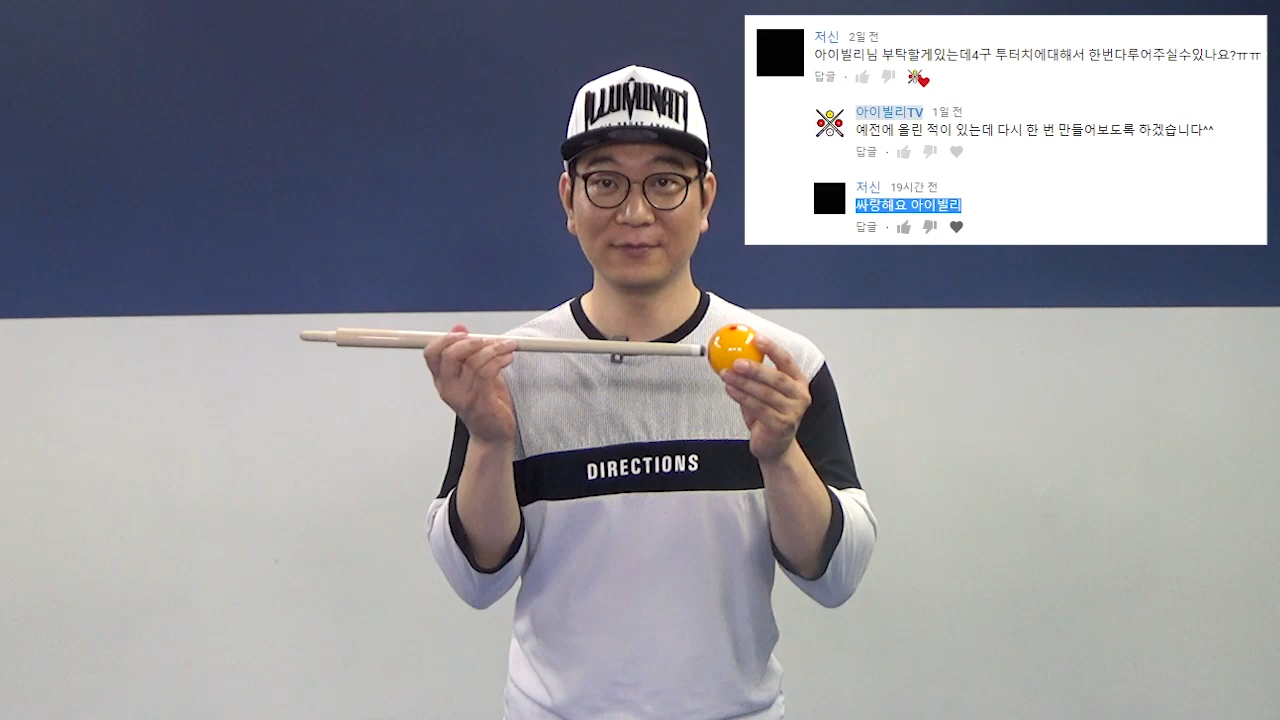 저신 2일 전
아이빌리님 부탁할게있는데4구 투터치에대해서 한번다루어주실수있나요?ㅠㅠ
답글
아이빌리TV 1일 전
예전에 올린 적이 있는데 다시 한 번 만들어보도록 하겠습니다^^
답글
저신 19시간 전
싸랑해요 아이빌리
답글
ILLUMINATI
DIRECTIONS